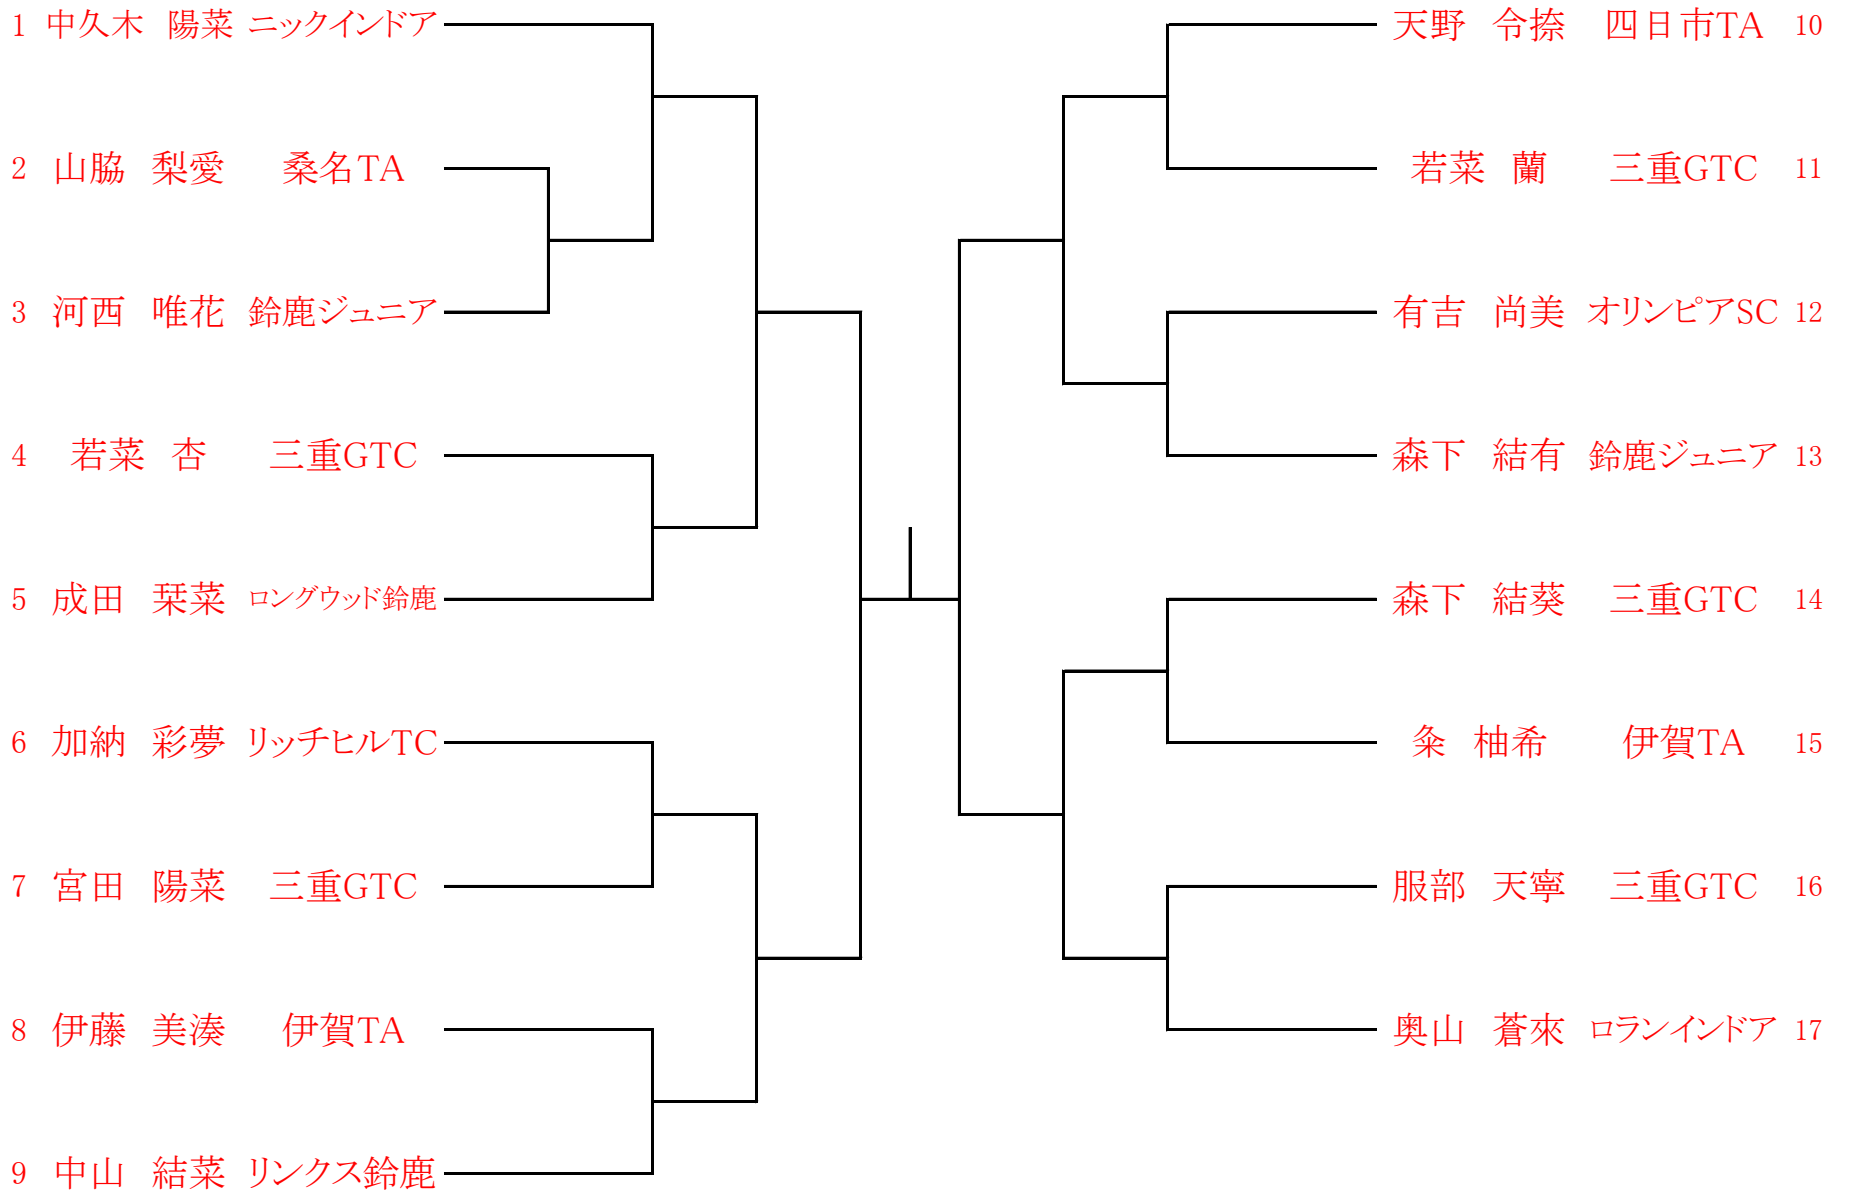 1 中久木 陽菜 ニックインドア
2 山脇 梨愛 桑名TA
3 河西 唯花 鈴鹿ジュニア
4 若菜 杏 三重GTC
5 成田 栞菜 ロングウッド鈴鹿
6 加納 彩夢 リッチヒルTC
7 宮田 陽菜 三重GTC
8 伊藤 美湊 伊賀TA
9 中山 結菜 リンクス鈴鹿
天野 令捺 四日市TA 10
若菜 蘭 三重GTC 11
有吉 尚美 オリンピアSC 12
森下 結有 鈴鹿ジュニア 13
森下 結葵 三重GTC 14
粂 柚希 伊賀TA 15
服部 天寧 三重GTC 16
奥山 蒼來 ロランインドア 17